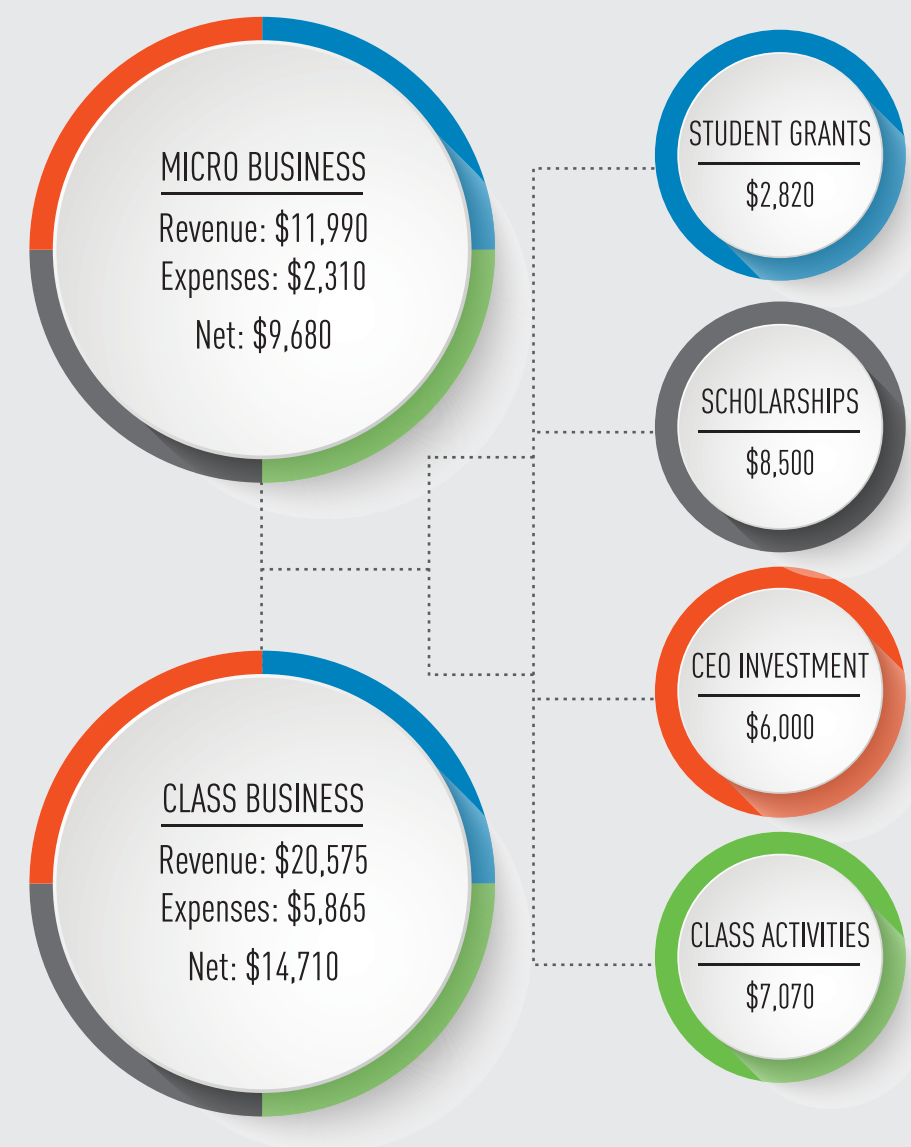 MICRO BUSINESS
Revenue: $11,990
Expenses: $2,310
Net: $9,680
CLASS BUSINESS
Revenue: $20,575
Expenses: $5,865
Net: $14,710
STUDENT GRANTS
$2,820
SCHOLARSHIPS
$8,500
CEO INVESTMENT
$6,000
CLASS ACTIVITIES
$7,070